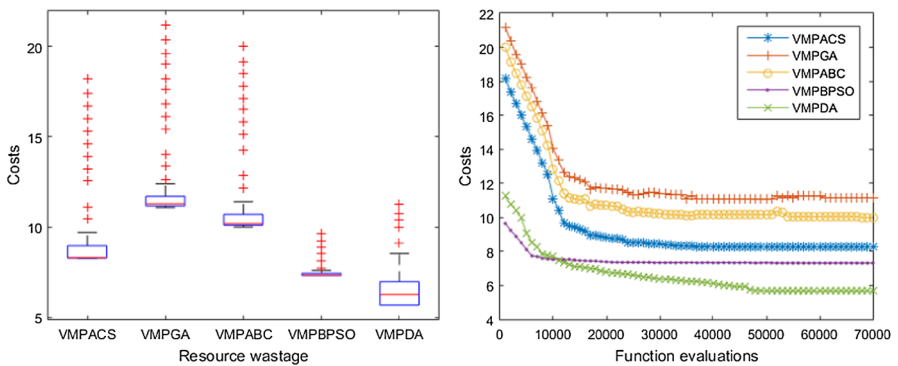 20
15
10
5
Costs
VMPACS VMPGA VMPABC VMPBPSO VMPDA
Resource wastage
22
20
18
16
14
12
10
8
6
4
Costs
VMPACS
VMPGA
VMPABC
VMPBPSO
VMPDA
0 10000 20000 30000 40000 50000 60000 70000
Function evaluations